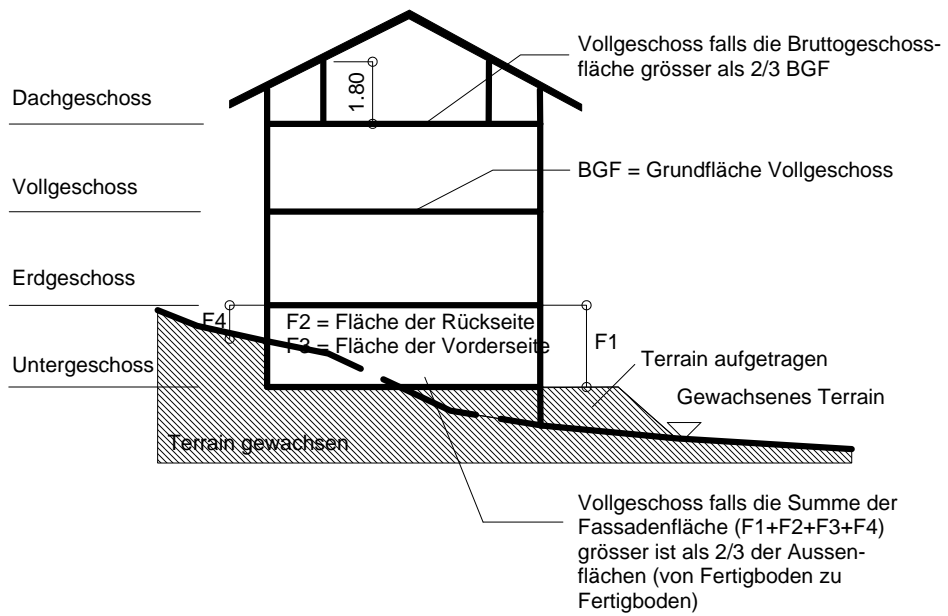 Vollgeschoss falls die Bruttogeschoss-
fläche grösser als 2/3 BGF
1.80
Dachgeschoss
BGF = Grundfläche Vollgeschoss
Vollgeschoss
Erdgeschoss
F4
F2 = Fläche der Rückseite
F3 = Fläche der Vorderseite
F1
Untergeschoss
Terrain aufgetragen
Gewachsenes Terrain
Terrain gewachsen
Vollgeschoss falls die Summe der
Fassadenfläche (F1+F2+F3+F4)
grösser ist als 2/3 der Aussen-
flächen (von Fertigboden zu
Fertigboden)